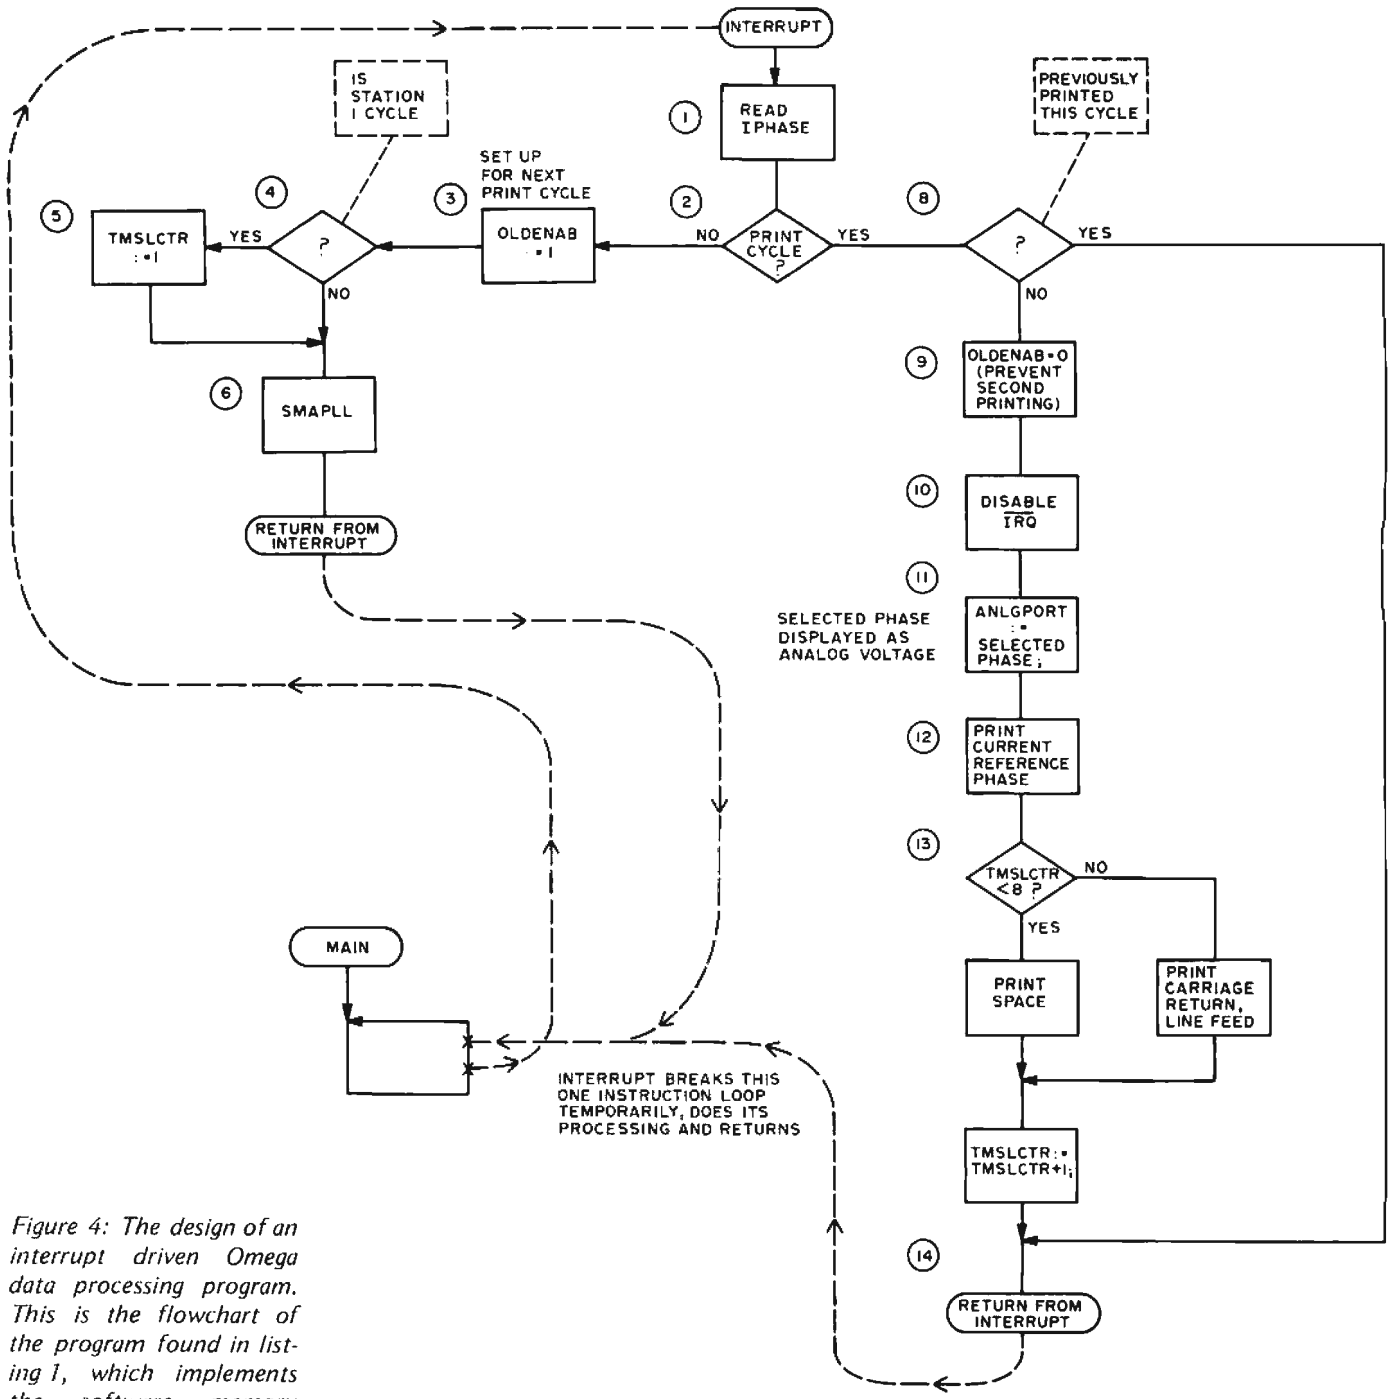 INTERRUPT
IS
STATION
1 CYCLE
PREVIOUSLY
PRINTED
THIS CYCLE
1
READ
IPHASE
SET UP
FOR NEXT
PRINT CYCLE
5
4
3
2
8
TMSLCTR
:=1
YES
?
NO
OLDENAB
:=1
NO
PRINT
CYCLE
?
YES
?
YES
NO
6
SMAPLL
RETURN FROM
INTERRUPT
9
OLDENAB=0
(PREVENT
SECOND
PRINTING)
10
DISABLE
IRQ
11
SELECTED PHASE
DISPLAYED AS
ANALOG VOLTAGE
ANLGPORT
:=
SELECTED
PHASE;
12
PRINT
CURRENT
REFERENCE
PHASE
13
TMSLCTR
<8 ?
NO
YES
PRINT
SPACE
PRINT
CARRIAGE
RETURN,
LINE FEED
MAIN
INTERRUPT BREAKS THIS
ONE INSTRUCTION LOOP
TEMPORARILY, DOES ITS
PROCESSING AND RETURNS
TMSLCTR:=
TMSLCTR+1;
14
RETURN FROM
INTERRUPT
Figure 4: The design of an
interrupt driven Omega
data processing program.
This is the flowchart of
the program found in list-
ing 1, which implements